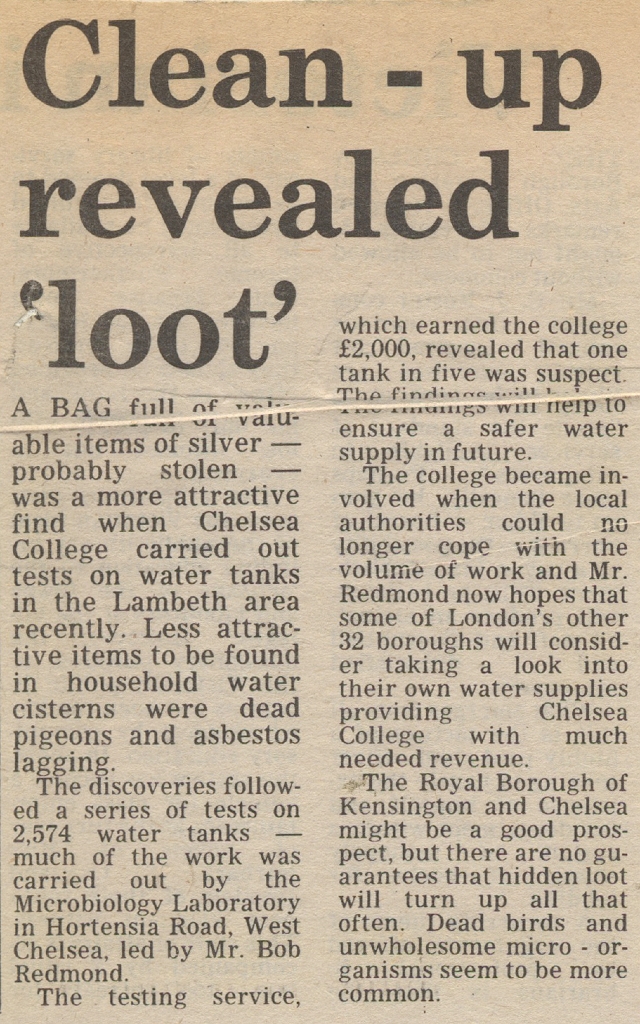 Clean - up
revealed
'loot'
A BAG full of valu-
able items of silver —
probably stolen —
was a more attractive
find when Chelsea
College carried out
tests on water tanks
in the Lambeth area
recently. Less attrac-
tive items to be found
in household water
cisterns were dead
pigeons and asbestos
lagging.
The discoveries follow-
ed a series of tests on
2,574 water tanks —
much of the work was
carried out by the
Microbiology Laboratory
in Hortensia Road, West
Chelsea, led by Mr. Bob
Redmond.
The testing service,
which earned the college
£2,000, revealed that one
tank in five was suspect.
The findings will help to
ensure a safer water
supply in future.
The college became in-
volved when the local
authorities could no
longer cope with the
volume of work and Mr.
Redmond now hopes that
some of London's other
32 boroughs will consid-
er taking a look into
their own water supplies
providing Chelsea
College with much
needed revenue.
The Royal Borough of
Kensington and Chelsea
might be a good pros-
pect, but there are no gu-
arantees that hidden loot
will turn up all that
often. Dead birds and
unwholesome micro - or-
ganisms seem to be more
common.